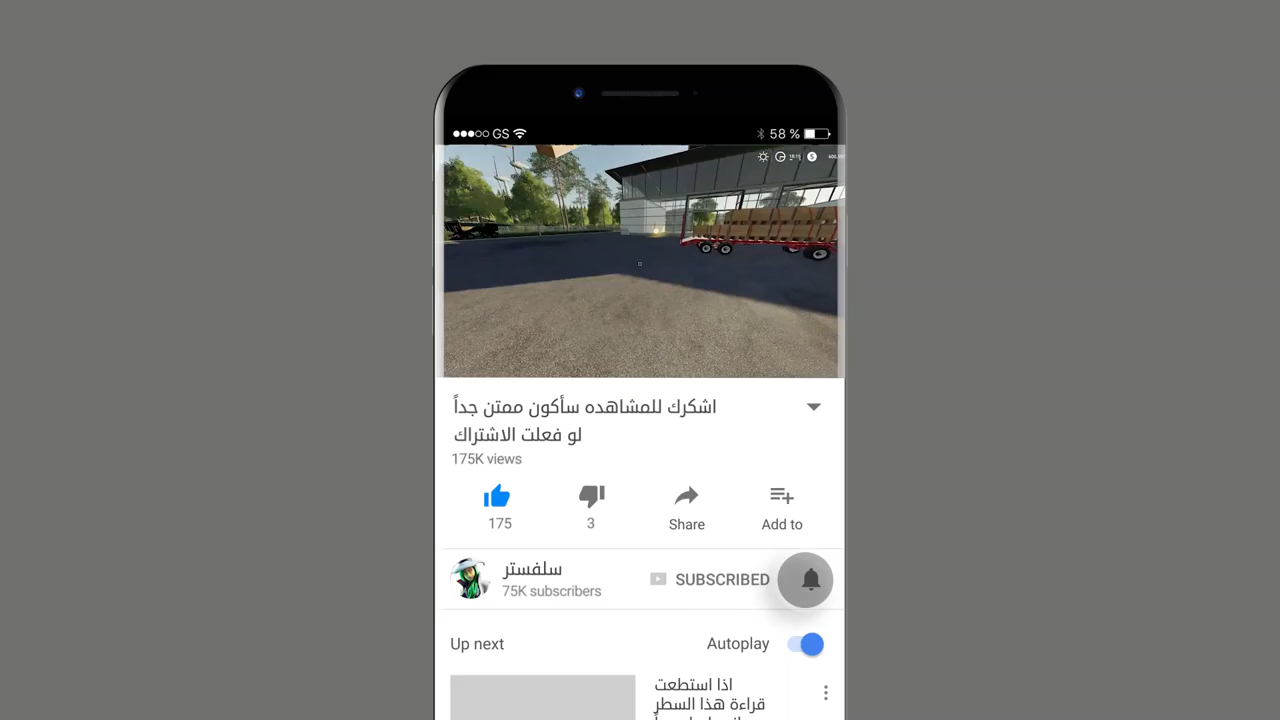 GS
58 %
اشكرك للمشاهده سأكون ممتن جداً
لو فعلت الاشتراك
175K views
175
3
Share
Add to
سلفستر
75K subscribers
SUBSCRIBED
Up next
Autoplay
اذا استطعت
قراءة هذا السطر